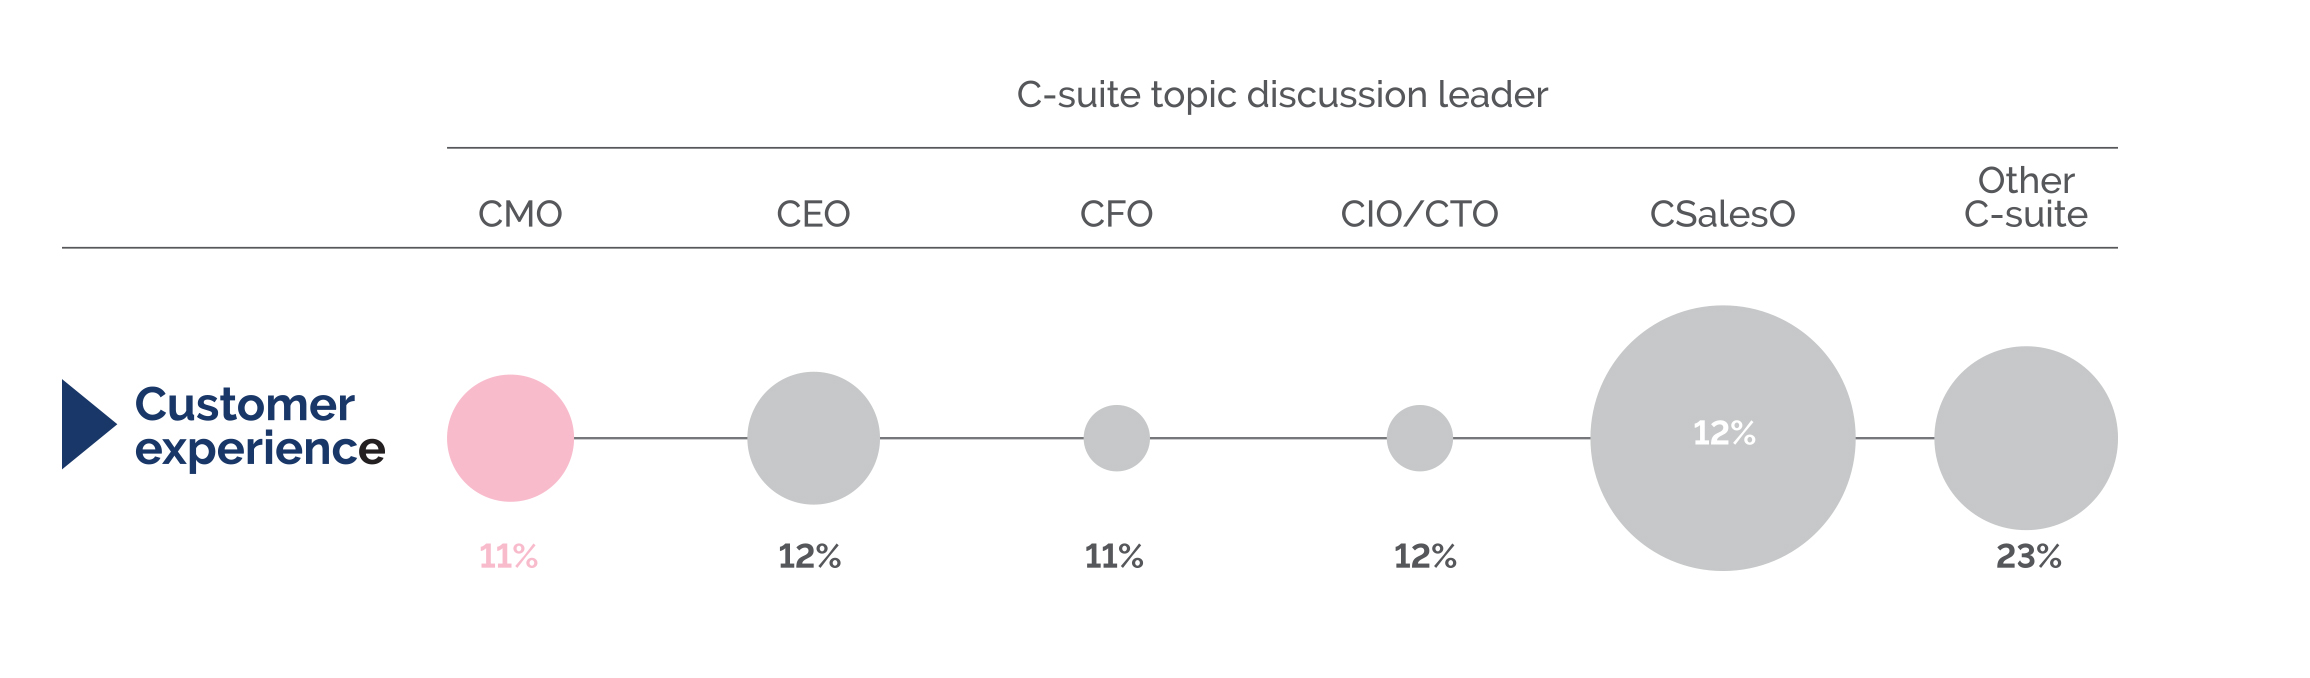 C-suite topic discussion leader
CMO CEO CFO CIO/CTO CSalesO Other
C-suite
Customer
experience
12%
11% 12% 11% 12% 23%